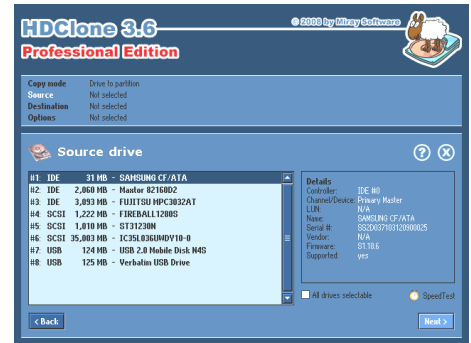 HDClone 3.6
© 2008 by Miray Software
Professional Edition
Copy mode Drive to partition
Source Not selected
Destination Not selected
Options Not selected
Source drive
#1 IDE 31 MB - SAMSUNG CF/ATA
#2 IDE 2,060 MB - Maxtor 82160D2
#3 IDE 3,093 MB - FUJITSU MPC3032AT
#4 SCSI 1,222 MB - FIREBALL1280S
#5 SCSI 1,010 MB - ST31230N
#6 SCSI 35,003 MB - IC35L036UWDY10-0
#7 USB 124 MB - USB 2.0 Mobile Disk N4S
#8 USB 125 MB - Verbatim USB Drive
Details
Controller: IDE #0
Channel/Device: Primary Master
LUN: N/A
Name: SAMSUNG CF/ATA
Serial #: SS2D037103120900025
Vendor: N/A
Firmware: S1.18.6
Supported: yes
All drives selectable
SpeedTest
< Back
Next >